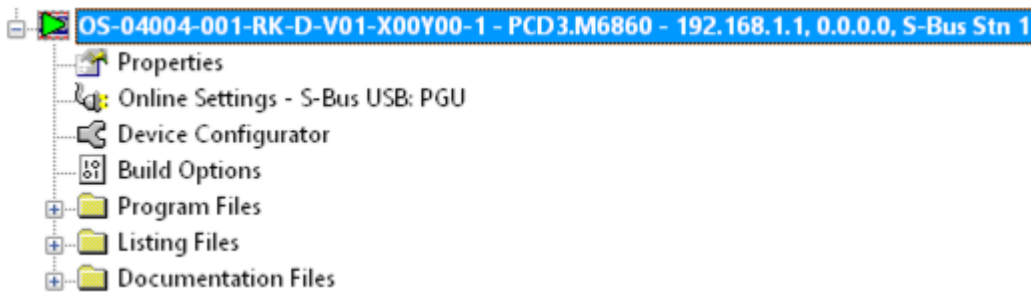 OS-04004-001-RK-D-V01-X00Y00-1 - PCD3.M6860 - 192.168.1.1, 0.0.0.0, S-Bus Stn 1
Properties
Online Settings - S-Bus USB: PGU
Device Configurator
Build Options
Program Files
Listing Files
Documentation Files